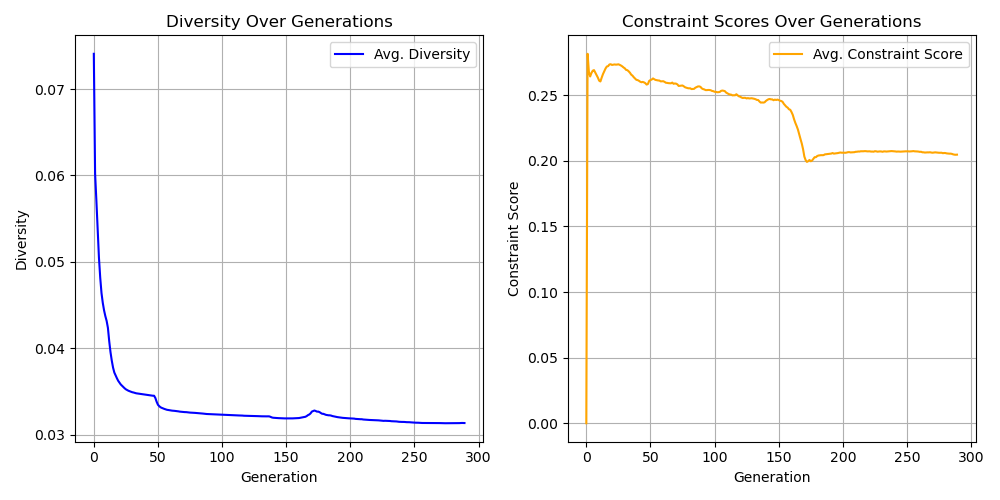 Diversity Over Generations
Avg. Diversity
Diversity
0.07
0.06
0.05
0.04
0.03
0 50 100 150 200 250 300
Generation
Constraint Scores Over Generations
Avg. Constraint Score
Constraint Score
0.25
0.20
0.15
0.10
0.05
0.00
0 50 100 150 200 250 300
Generation